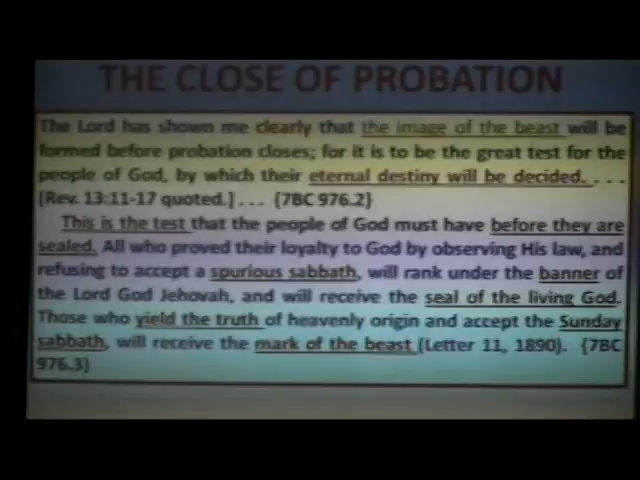 THE CLOSE OF PROBATION
The Lord has shown me clearly that the image of the beast will be
formed before probation closes; for it is to be the great test for the
people of God, by which their eternal destiny will be decided. . . .
[Rev. 13:11-17 quoted.] . . . {7BC 976.2}
This is the test that the people of God must have before they are
sealed. All who proved their loyalty to God by observing His law, and
refusing to accept a spurious sabbath, will rank under the banner of
the Lord God Jehovah, and will receive the seal of the living God.
Those who yield the truth of heavenly origin and accept the Sunday
sabbath, will receive the mark of the beast (Letter 11, 1890). {7BC
976.3}